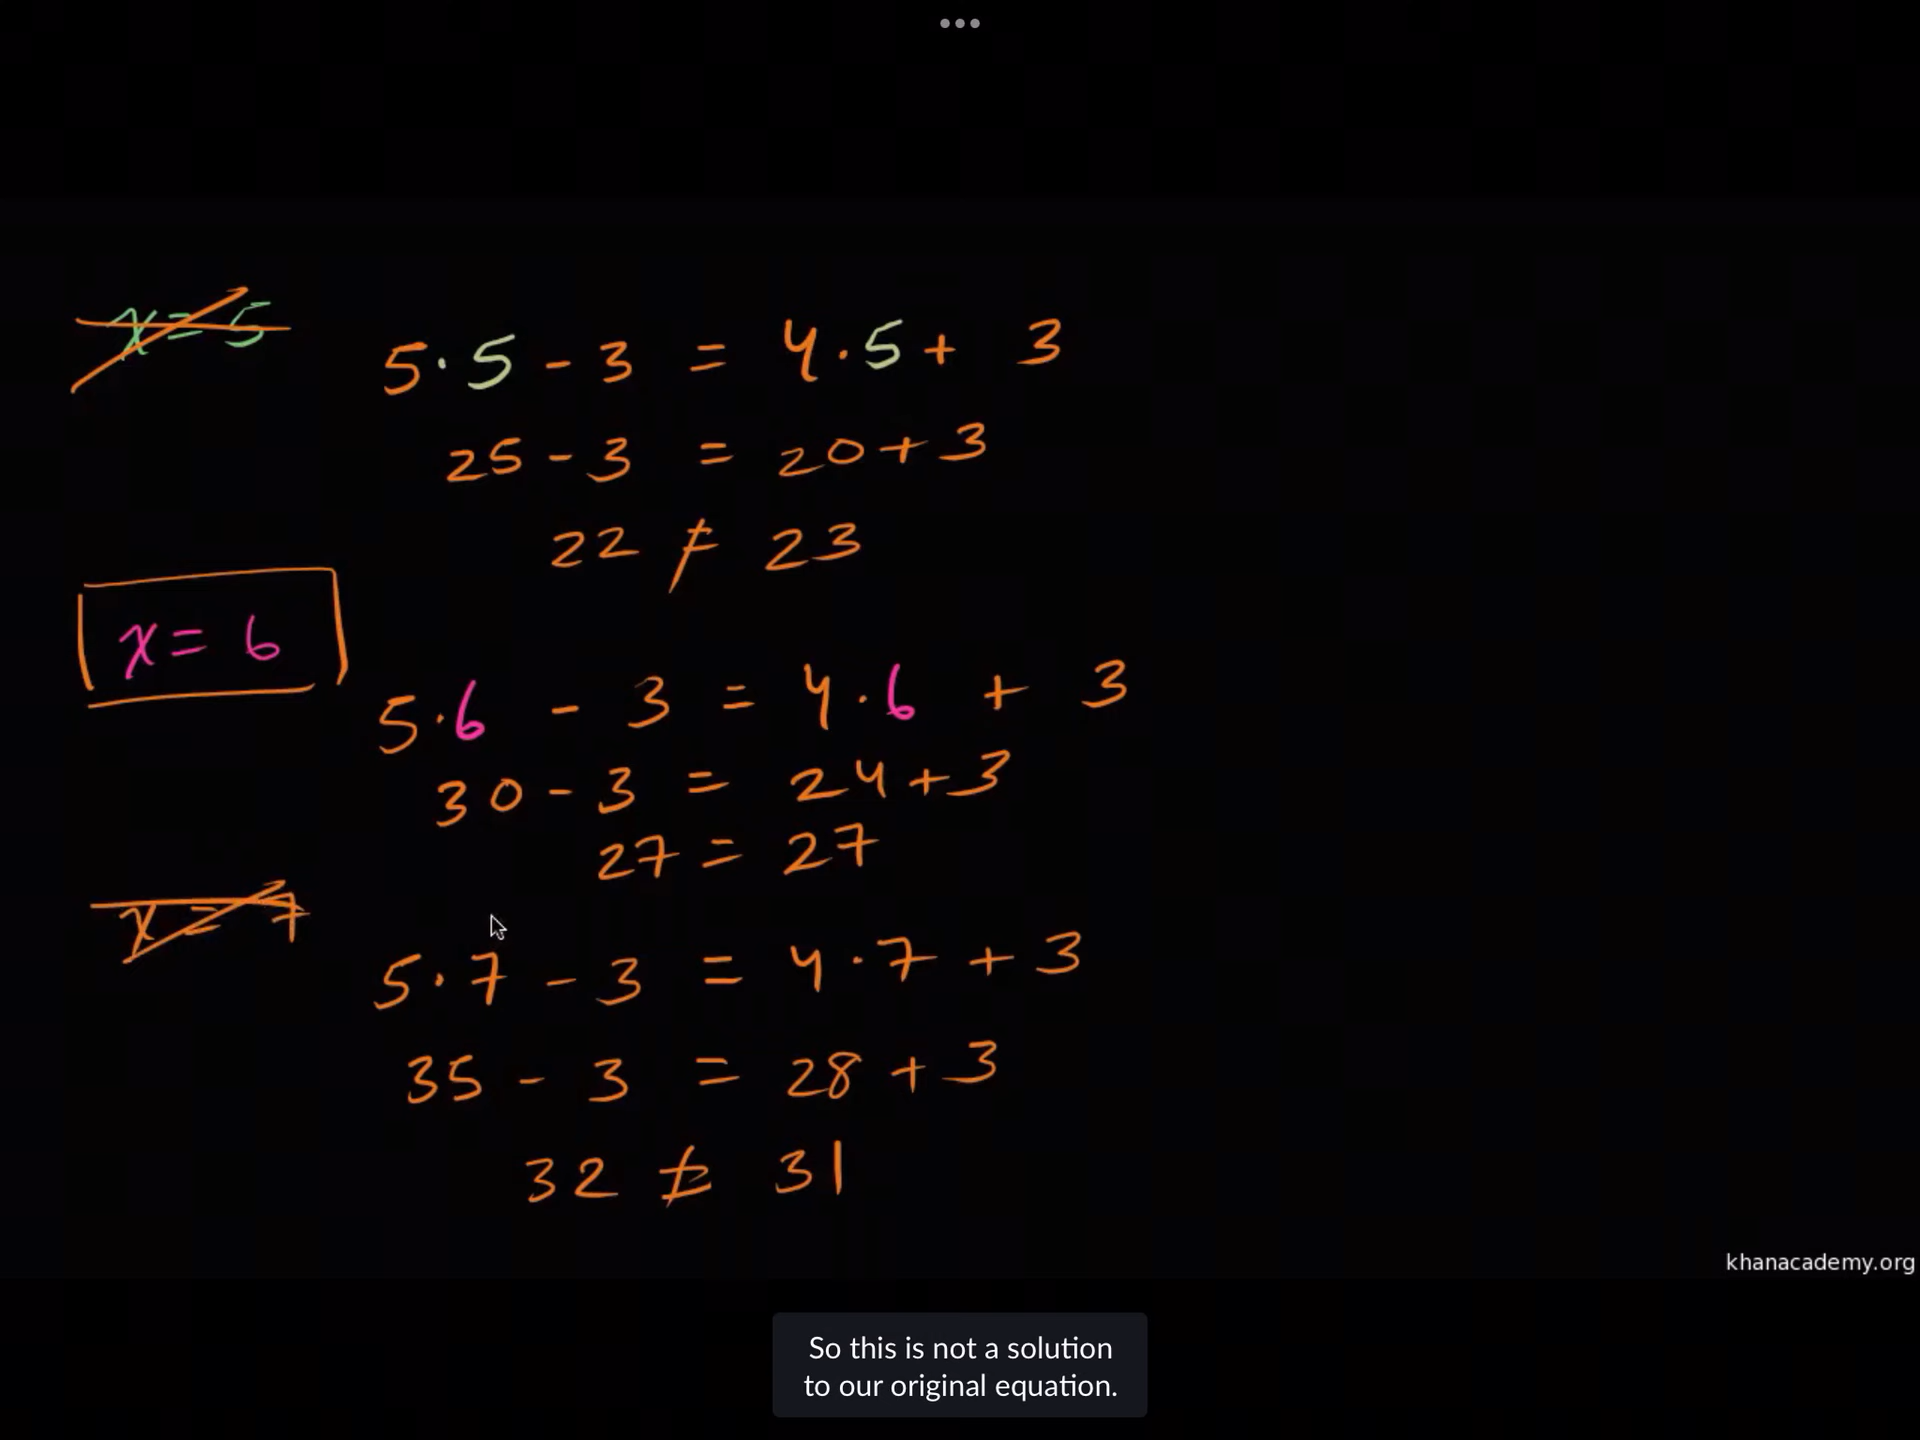 x = 5
5 · 5 - 3 = 4 · 5 + 3
25 - 3 = 20 + 3
22 ≠ 23
x = 6
5 · 6 - 3 = 4 · 6 + 3
30 - 3 = 24 + 3
27 = 27
x = 7
5 · 7 - 3 = 4 · 7 + 3
35 - 3 = 28 + 3
32 ≠ 31
khanacademy.org
So this is not a solution
to our original equation.